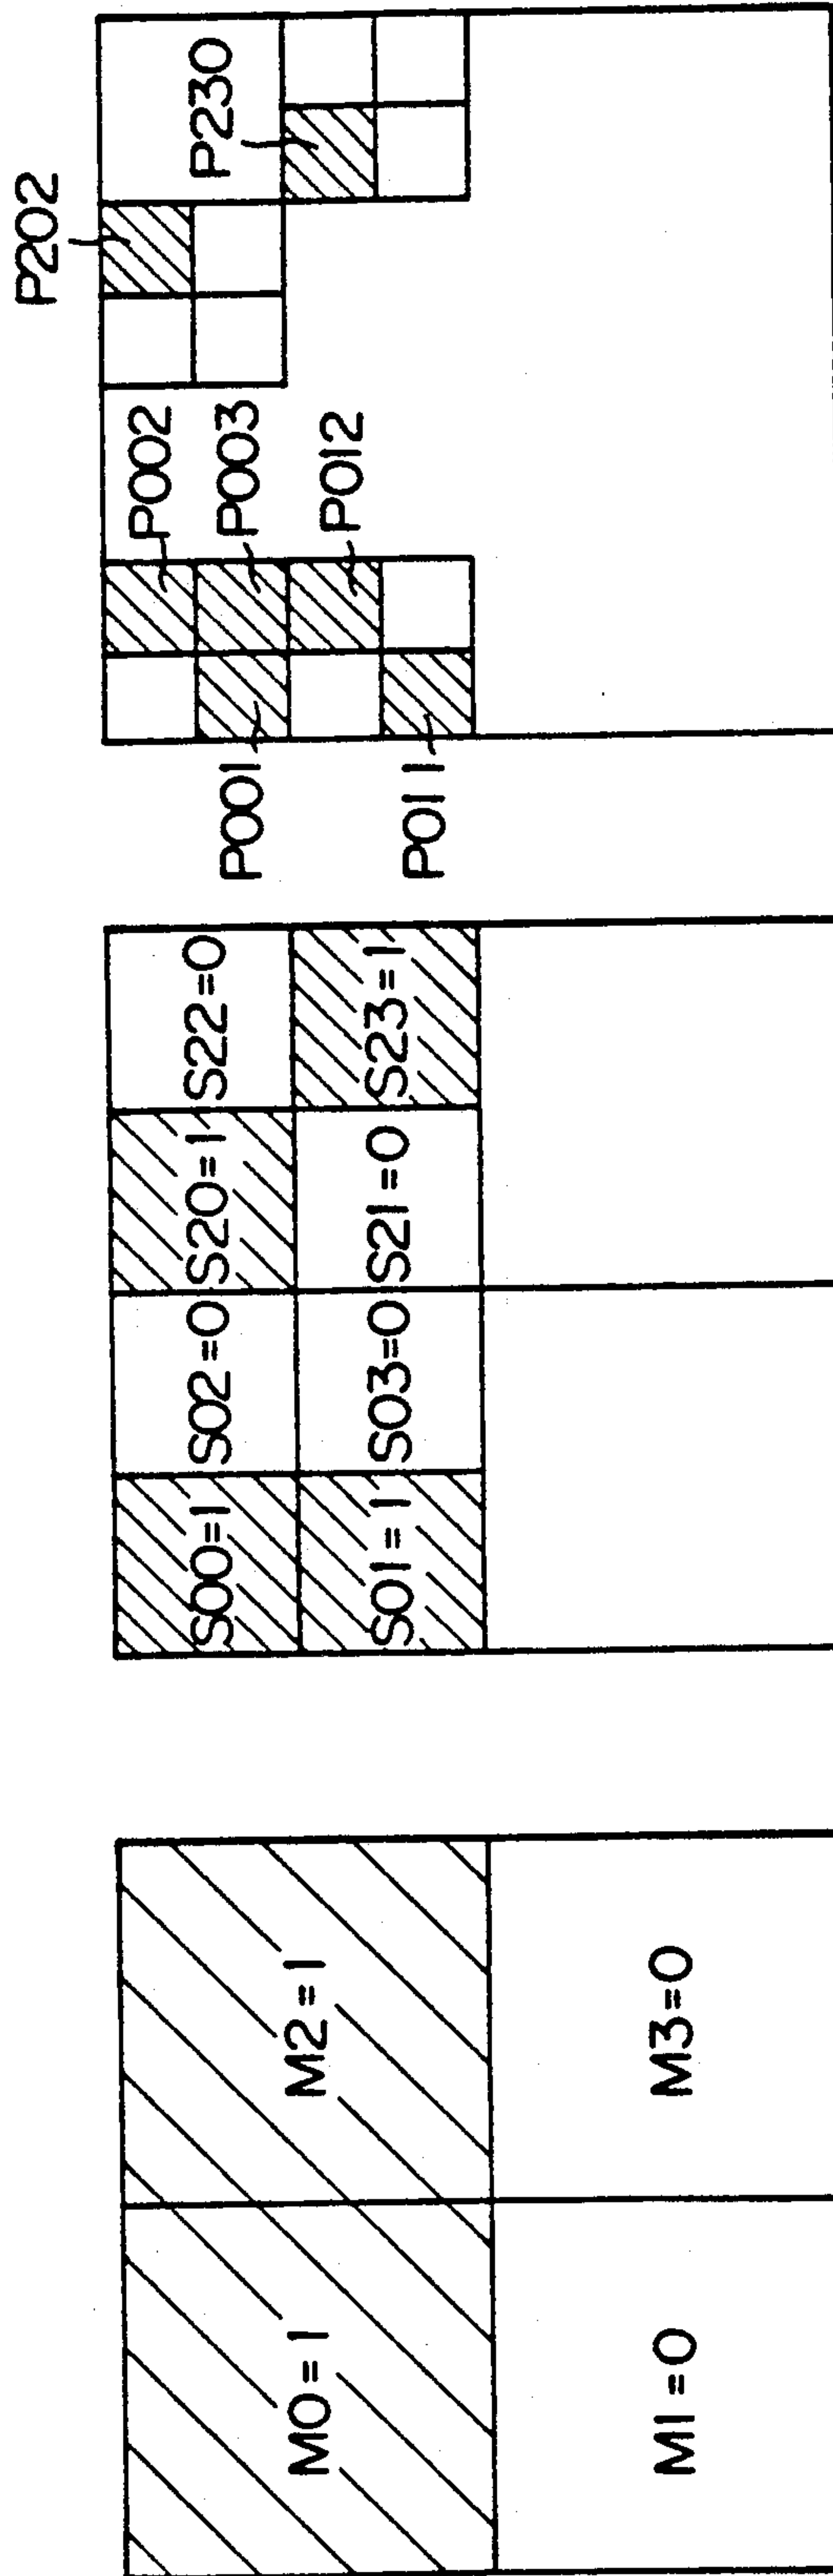 M0=1
M2=1
M1=0
M3=0
S00=1
S02=0
S20=1
S22=0
S01=1
S03=0
S21=0
S23=1
P202
P002
P230
P001
P003
P011
P012